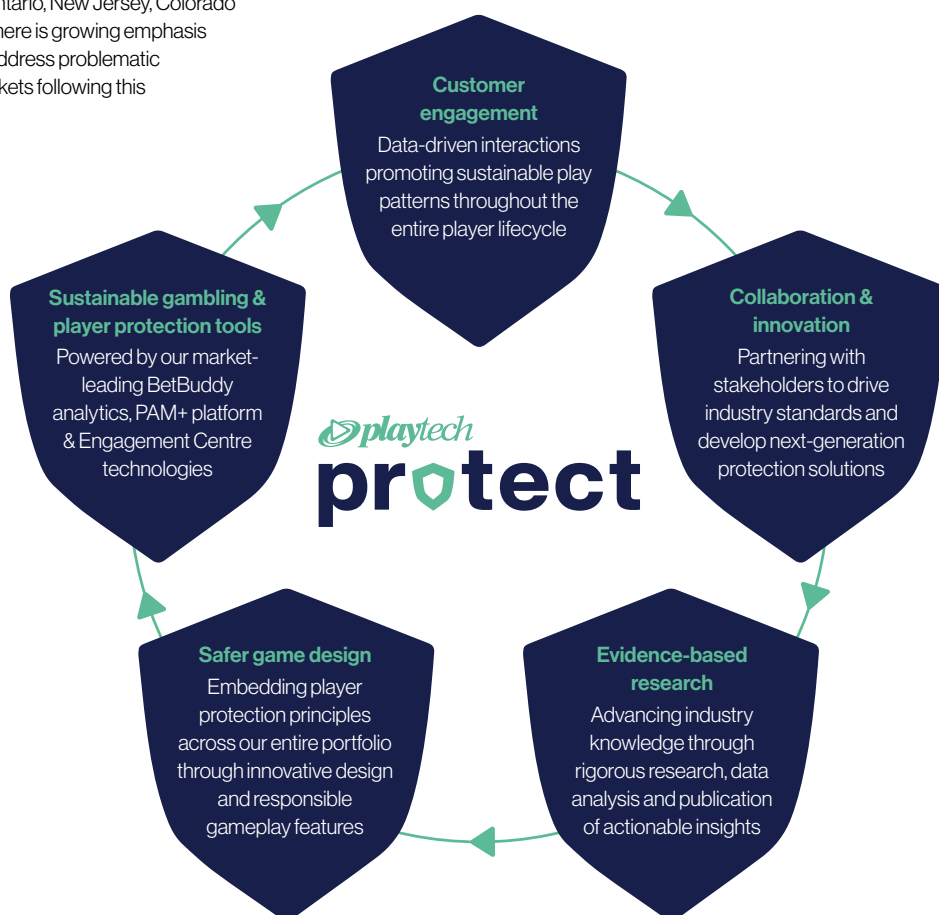 New Jersey, Colorado
here is growing emphasis
ddress problematic
kets following this
Customer
engagement
Data-driven interactions
promoting sustainable play
patterns throughout the
entire player lifecycle
Collaboration &
innovation
Partnering with
stakeholders to drive
industry standards and
develop next-generation
protection solutions
Evidence-based
research
Advancing industry
knowledge through
rigorous research, data
analysis and publication
of actionable insights
Safer game design
Embedding player
protection principles
across our entire portfolio
through innovative design
and responsible
gameplay features
Sustainable gambling &
player protection tools
Powered by our market-
leading BetBuddy
analytics, PAM+ platform
& Engagement Centre
technologies
playtech
protect